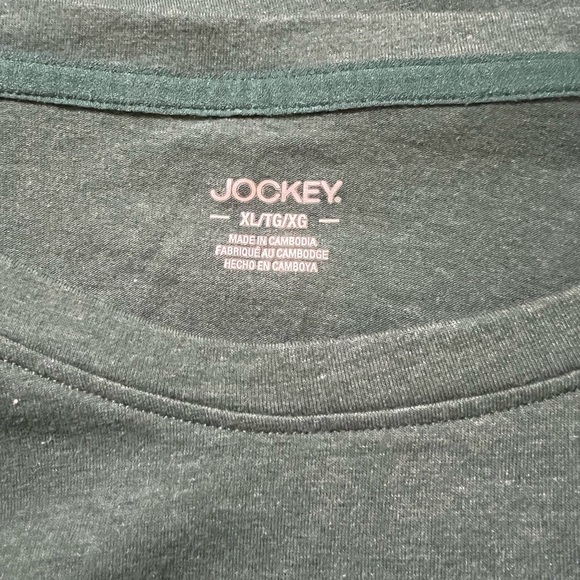 JOCKEY.
XL/TG/XG
MADE IN CAMBODIA
FABRIQUÉ AU CAMBODGE
HECHO EN CAMBOYA